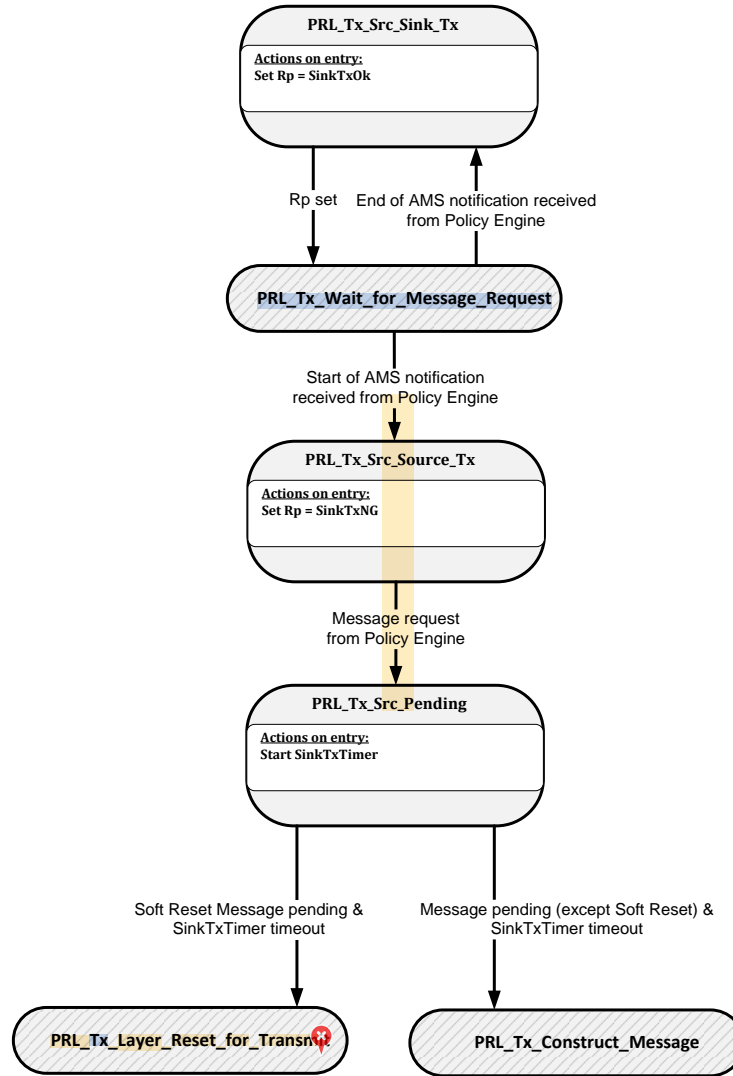 PRL_Tx_Src_Sink_Tx
Actions on entry:
Set Rp = SinkTxOk
Rp set
End of AMS notification received
from Policy Engine
PRL_Tx_Wait_for_Message_Request
Start of AMS notification
received from Policy Engine
PRL_Tx_Src_Source_Tx
Actions on entry:
Set Rp = SinkTxNG
Message request
from Policy Engine
PRL_Tx_Src_Pending
Actions on entry:
Start SinkTxTimer
Soft Reset Message pending &
SinkTxTimer timeout
Message pending (except Soft Reset) &
SinkTxTimer timeout
PRL_Tx_Layer_Reset_for_Transmit
PRL_Tx_Construct_Message